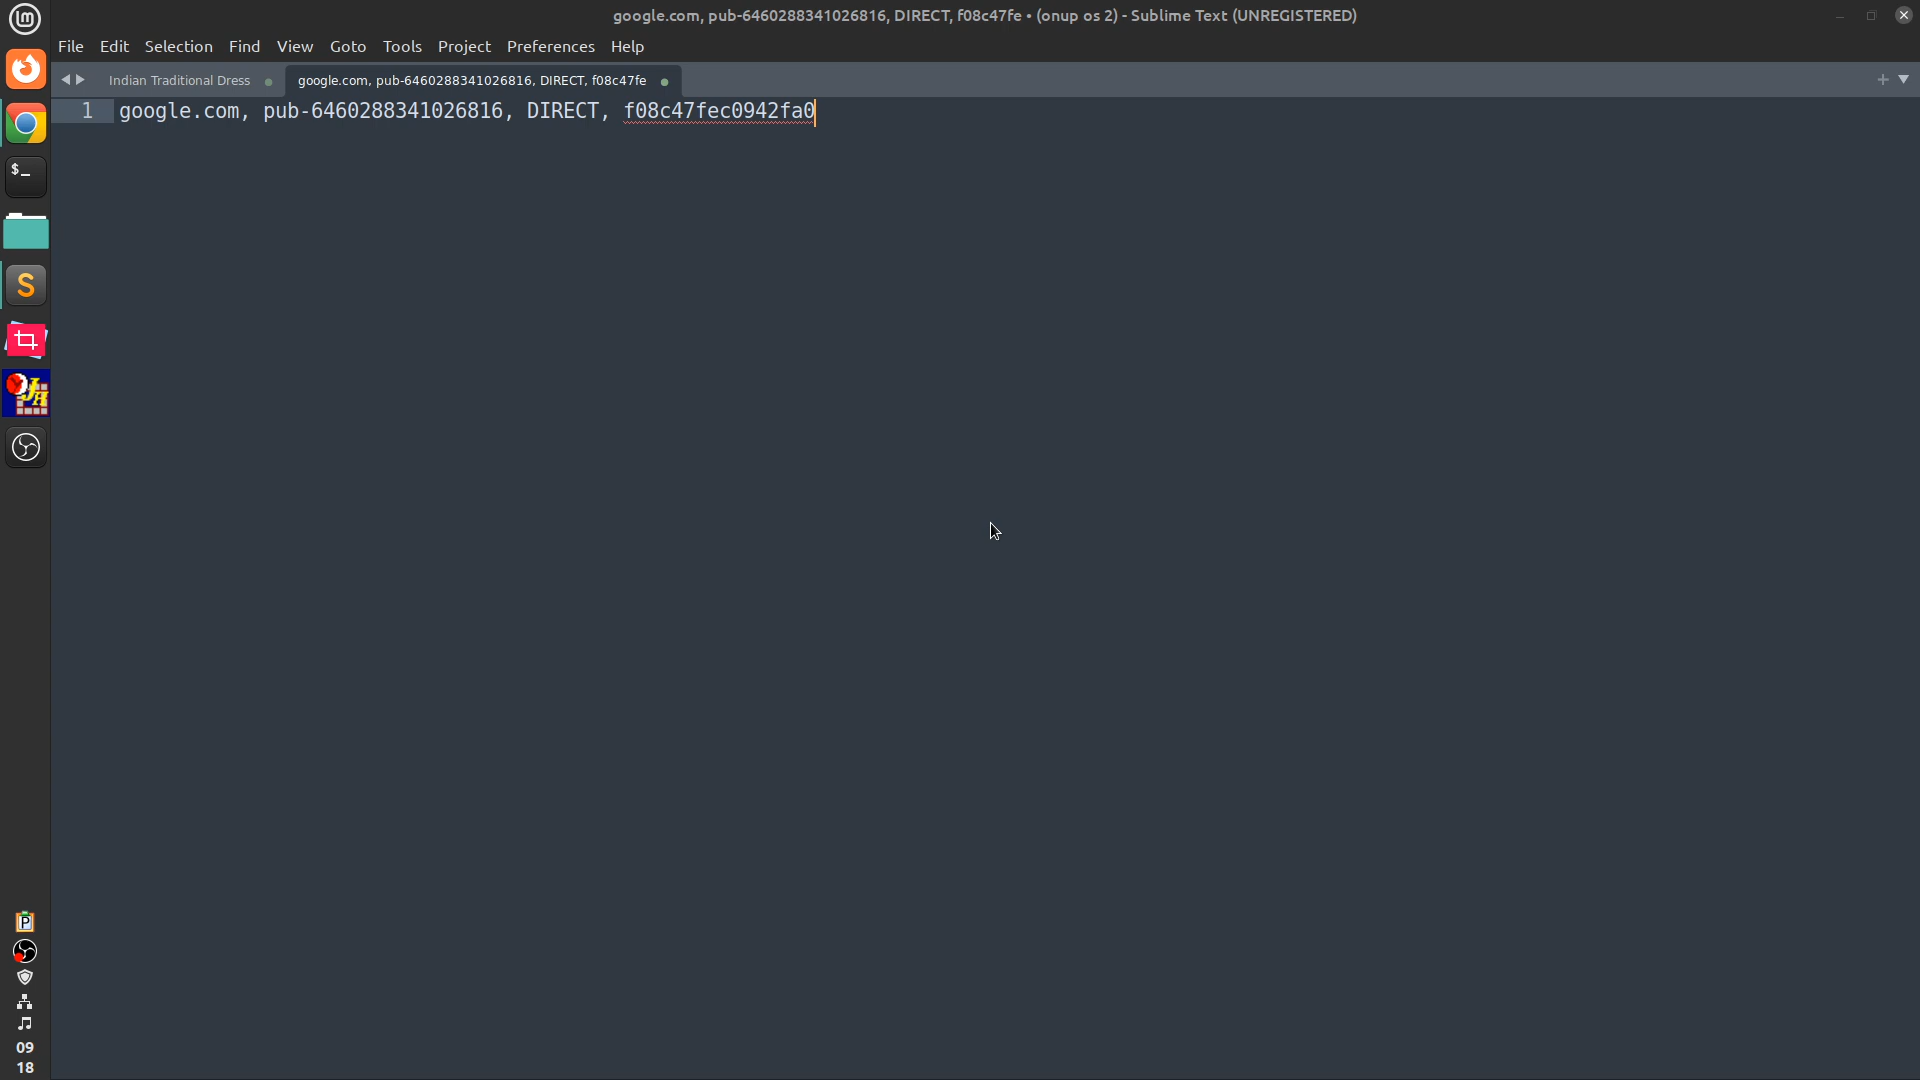 google.com, pub-6460288341026816, DIRECT, f08c47fe • (onup os 2) - Sublime Text (UNREGISTERED)
File Edit Selection Find View Goto Tools Project Preferences Help
Indian Traditional Dress google.com, pub-6460288341026816, DIRECT, f08c47fe
1 google.com, pub-6460288341026816, DIRECT, f08c47fec0942fa0
$_
S
P
09
18